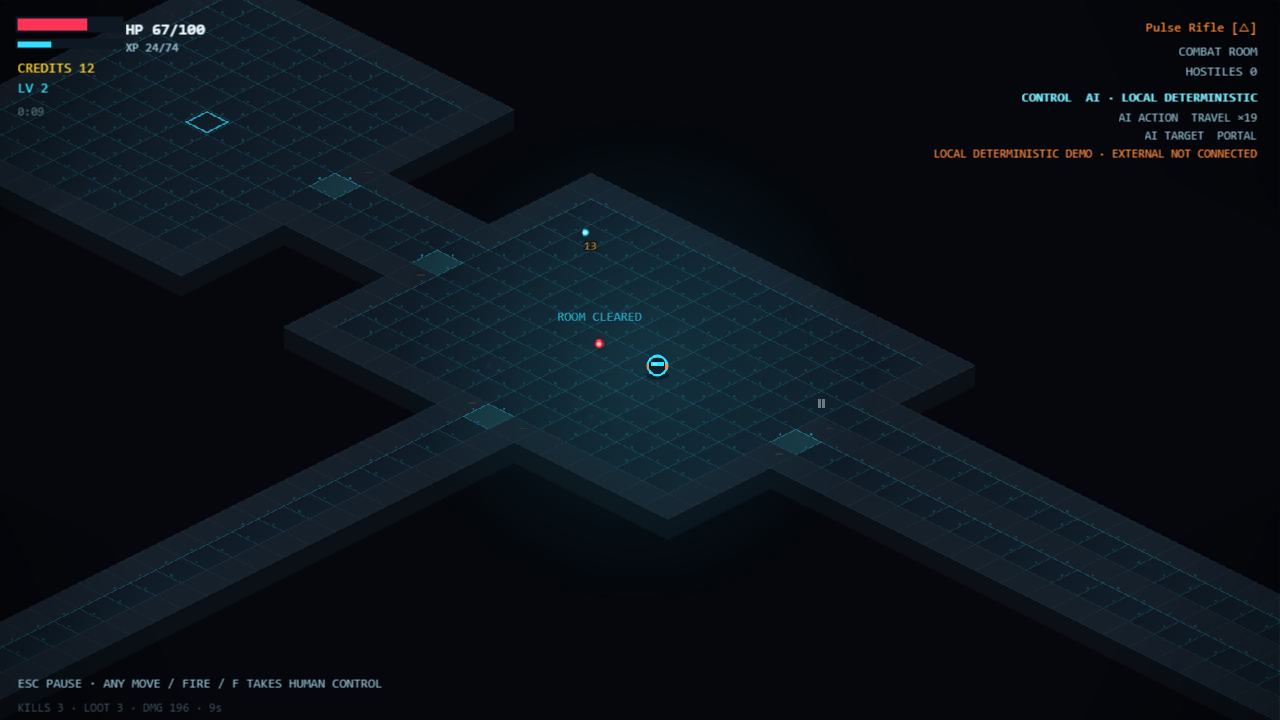 HP 67/100
XP 24/74
CREDITS 12
LV 2
0:09
Pulse Rifle [△]
COMBAT ROOM
HOSTILES 0
CONTROL AI · LOCAL DETERMINISTIC
AI ACTION TRAVEL ×19
AI TARGET PORTAL
LOCAL DETERMINISTIC DEMO · EXTERNAL NOT CONNECTED
13
ROOM CLEARED
ESC PAUSE · ANY MOVE / FIRE / F TAKES HUMAN CONTROL
KILLS 3 · LOOT 3 · DMG 196 · 9s